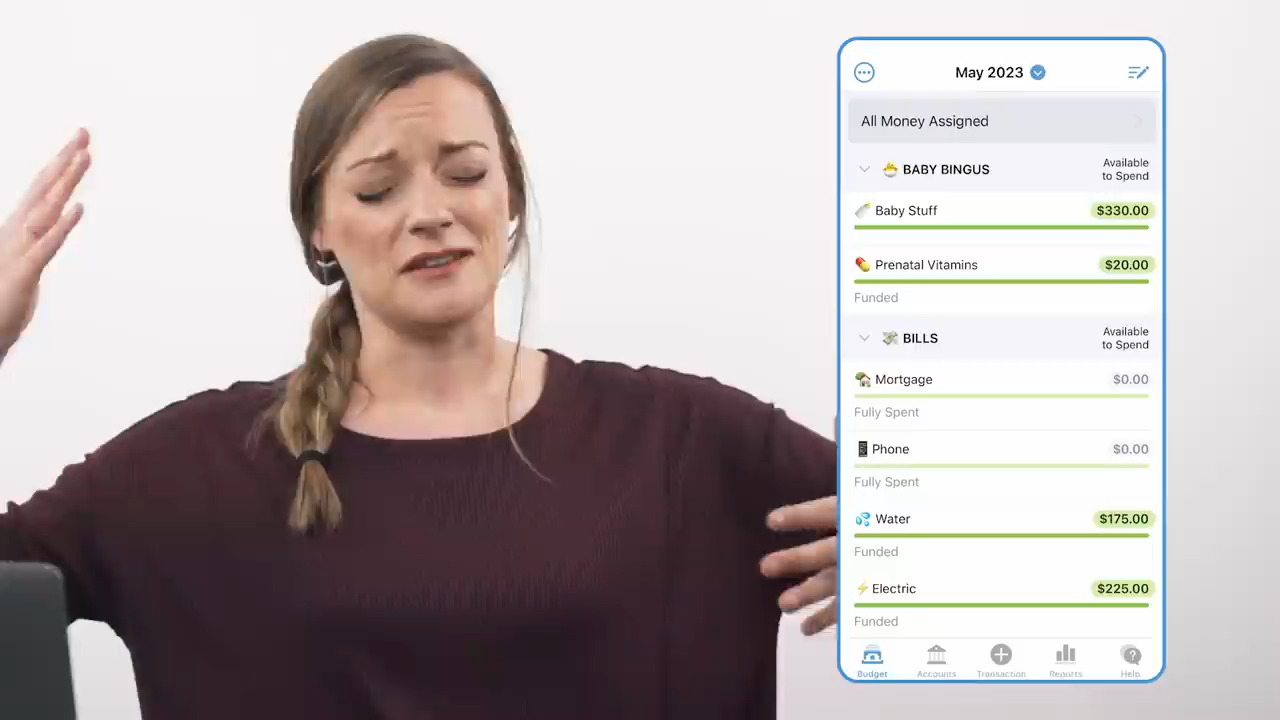 May 2023
All Money Assigned
BABY BINGUS
Available
to Spend
Baby Stuff $330.00
Prenatal Vitamins $20.00
Funded
BILLS
Available
to Spend
Mortgage $0.00
Fully Spent
Phone $0.00
Fully Spent
Water $175.00
Funded
Electric $225.00
Funded
Budget Accounts Transaction Reports Help